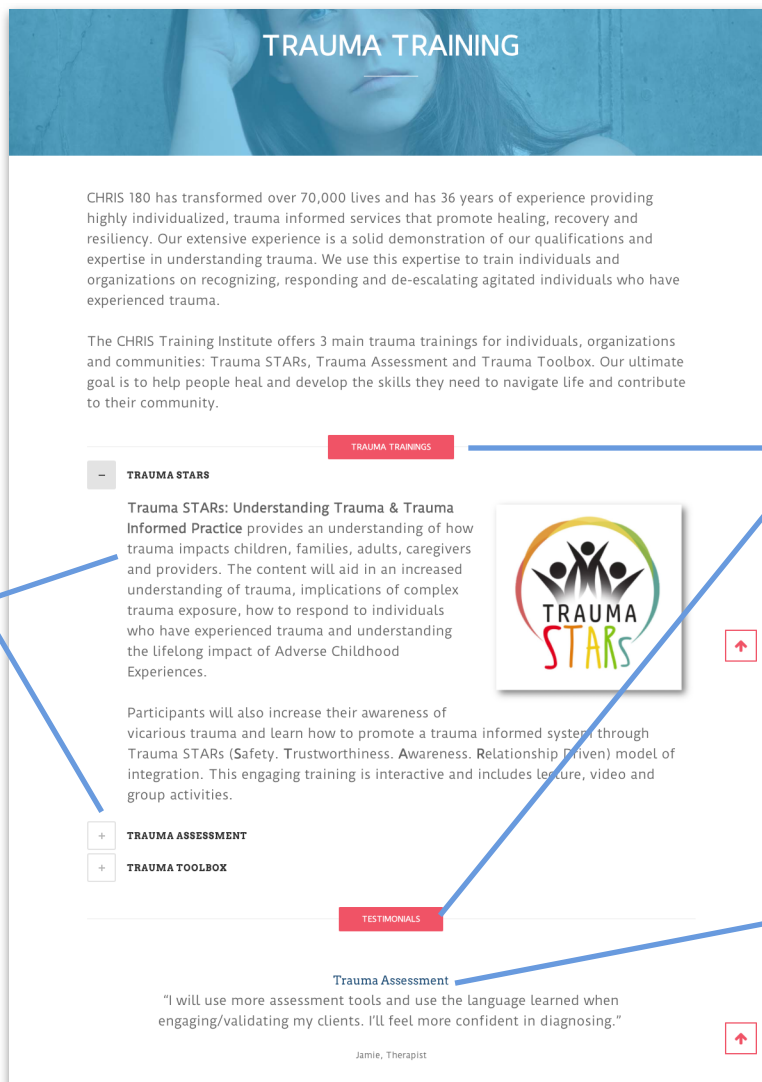 TRAUMA TRAINING
CHRIS 180 has transformed over 70,000 lives and has 36 years of experience providing
highly individualized, trauma informed services that promote healing, recovery and
resiliency. Our extensive experience is a solid demonstration of our qualifications and
expertise in understanding trauma. We use this expertise to train individuals and
organizations on recognizing, responding and de-escalating agitated individuals who have
experienced trauma.
The CHRIS Training Institute offers 3 main trauma trainings for individuals, organizations
and communities: Trauma STARs, Trauma Assessment and Trauma Toolbox. Our ultimate
goal is to help people heal and develop the skills they need to navigate life and contribute
to their community.
TRAUMA TRAININGS
− TRAUMA STARS
Trauma STARs: Understanding Trauma & Trauma
Informed Practice provides an understanding of how
trauma impacts children, families, adults, caregivers
and providers. The content will aid in an increased
understanding of trauma, implications of complex
trauma exposure, how to respond to individuals
who have experienced trauma and understanding
the lifelong impact of Adverse Childhood
Experiences.
TRAUMA
STARs
Participants will also increase their awareness of
vicarious trauma and learn how to promote a trauma informed system through
Trauma STARs (Safety. Trustworthiness. Awareness. Relationship Driven) model of
integration. This engaging training is interactive and includes lecture, video and
group activities.
+ TRAUMA ASSESSMENT
+ TRAUMA TOOLBOX
TESTIMONIALS
Trauma Assessment
“I will use more assessment tools and use the language learned when
engaging/validating my clients. I’ll feel more confident in diagnosing.”
Jamie, Therapist